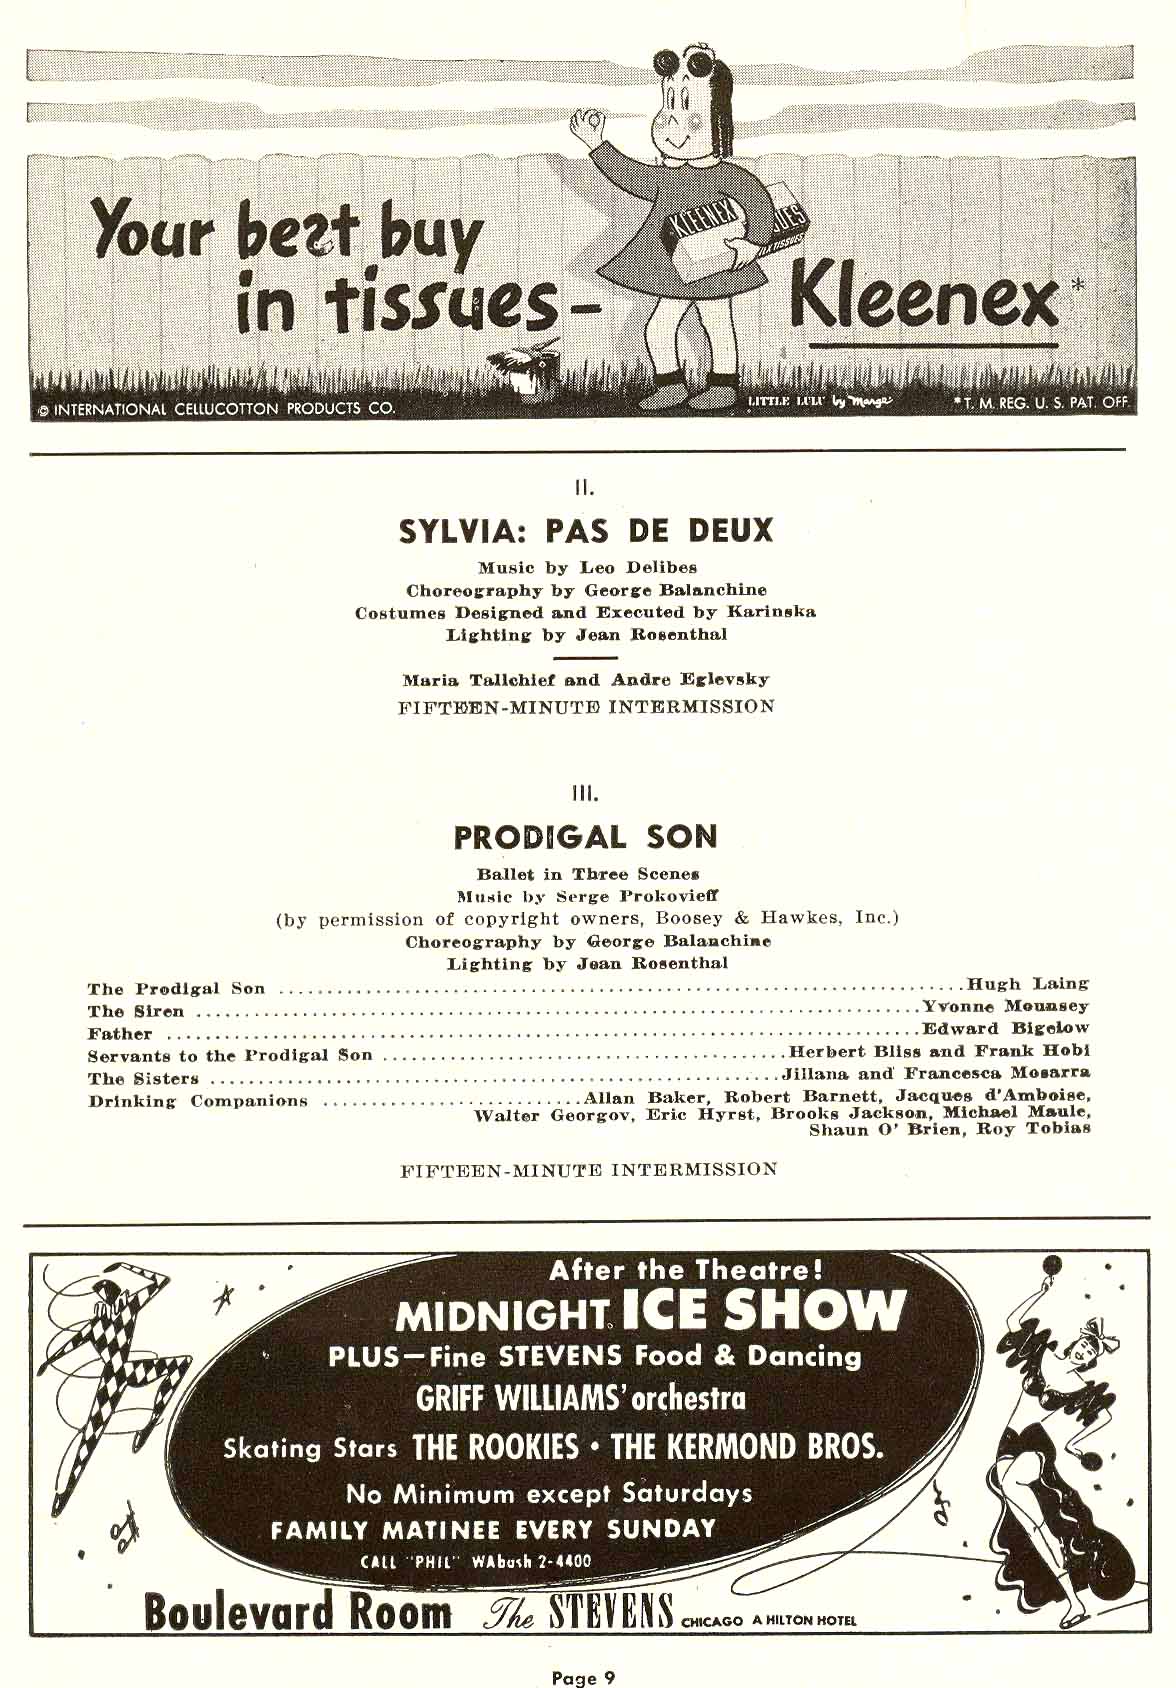 Your best buy
in tissues–
Kleenex*
KLEENEX
TISSUES
© INTERNATIONAL CELLUCOTTON PRODUCTS CO.
LITTLE LULU by Marge
*T. M. REG. U. S. PAT. OFF.
II.
SYLVIA: PAS DE DEUX
Music by Leo Delibes
Choreography by George Balanchine
Costumes Designed and Executed by Karinska
Lighting by Jean Rosenthal
Maria Tallchief and Andre Eglevsky
FIFTEEN-MINUTE INTERMISSION
III.
PRODIGAL SON
Ballet in Three Scenes
Music by Serge Prokovieff
(by permission of copyright owners, Boosey & Hawkes, Inc.)
Choreography by George Balanchine
Lighting by Jean Rosenthal
The Prodigal Son ........ Hugh Laing
The Siren ........ Yvonne Mounsey
Father ........ Edward Bigelow
Servants to the Prodigal Son ........ Herbert Bliss and Frank Hobi
The Sisters ........ Jillana and Francesca Mosarra
Drinking Companions ........ Allan Baker, Robert Barnett, Jacques d'Amboise,
Walter Georgov, Eric Hyrst, Brooks Jackson, Michael Maule,
Shaun O' Brien, Roy Tobias
FIFTEEN-MINUTE INTERMISSION
After the Theatre!
MIDNIGHT ICE SHOW
PLUS—Fine STEVENS Food & Dancing
GRIFF WILLIAMS' orchestra
Skating Stars THE ROOKIES • THE KERMOND BROS.
No Minimum except Saturdays
FAMILY MATINEE EVERY SUNDAY
CALL "PHIL" WAbash 2-4400
Boulevard Room The STEVENS CHICAGO A HILTON HOTEL
Page 9